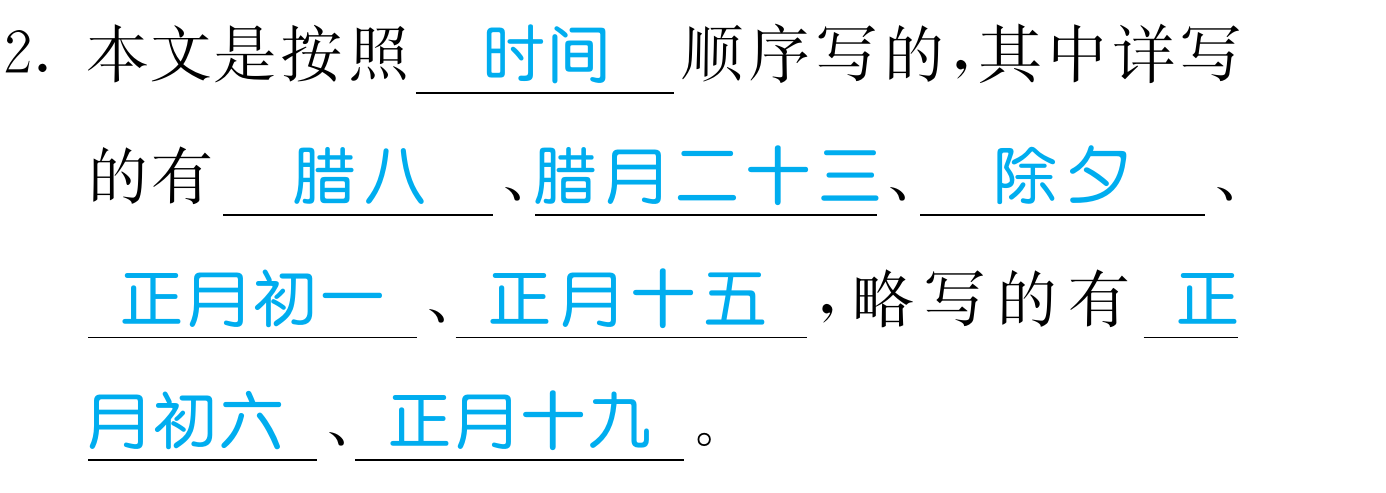 2. 本文是按照 时间 顺序写的,其中详写
的有 腊八 、腊月二十三、 除夕 、
正月初一 、正月十五 ,略写的有 正
月初六 、正月十九 。